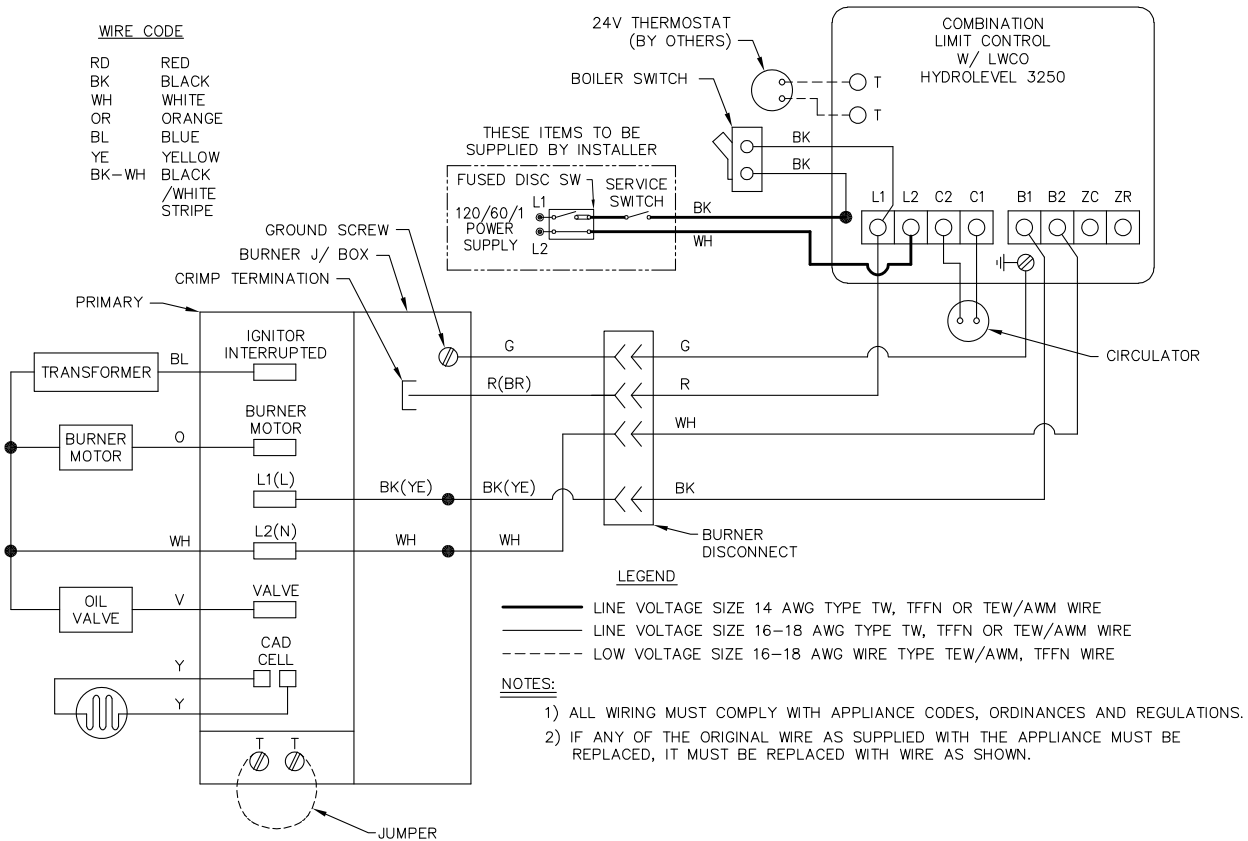 WIRE CODE
RD RED
BK BLACK
WH WHITE
OR ORANGE
BL BLUE
YE YELLOW
BK-WH BLACK
/WHITE
STRIPE
24V THERMOSTAT
(BY OTHERS)
BOILER SWITCH
COMBINATION
LIMIT CONTROL
W/ LWCO
HYDROLEVEL 3250
T
T
BK
BK
THESE ITEMS TO BE
SUPPLIED BY INSTALLER
FUSED DISC SW
SERVICE
SWITCH
L1
120/60/1
POWER
SUPPLY
L2
BK
WH
L1 L2 C2 C1 B1 B2 ZC ZR
GROUND SCREW
BURNER J/ BOX
CRIMP TERMINATION
PRIMARY
CIRCULATOR
IGNITOR
INTERRUPTED
TRANSFORMER
BL
G
G
R(BR)
R
BURNER
MOTOR
BURNER
MOTOR
O
WH
L1(L)
BK(YE)
BK(YE)
BK
L2(N)
WH
WH
WH
BURNER
DISCONNECT
VALVE
OIL
VALVE
V
CAD
CELL
Y
Y
T T
JUMPER
LEGEND
LINE VOLTAGE SIZE 14 AWG TYPE TW, TFFN OR TEW/AWM WIRE
LINE VOLTAGE SIZE 16-18 AWG TYPE TW, TFFN OR TEW/AWM WIRE
LOW VOLTAGE SIZE 16-18 AWG WIRE TYPE TEW/AWM, TFFN WIRE
NOTES:
1) ALL WIRING MUST COMPLY WITH APPLIANCE CODES, ORDINANCES AND REGULATIONS.
2) IF ANY OF THE ORIGINAL WIRE AS SUPPLIED WITH THE APPLIANCE MUST BE
REPLACED, IT MUST BE REPLACED WITH WIRE AS SHOWN.